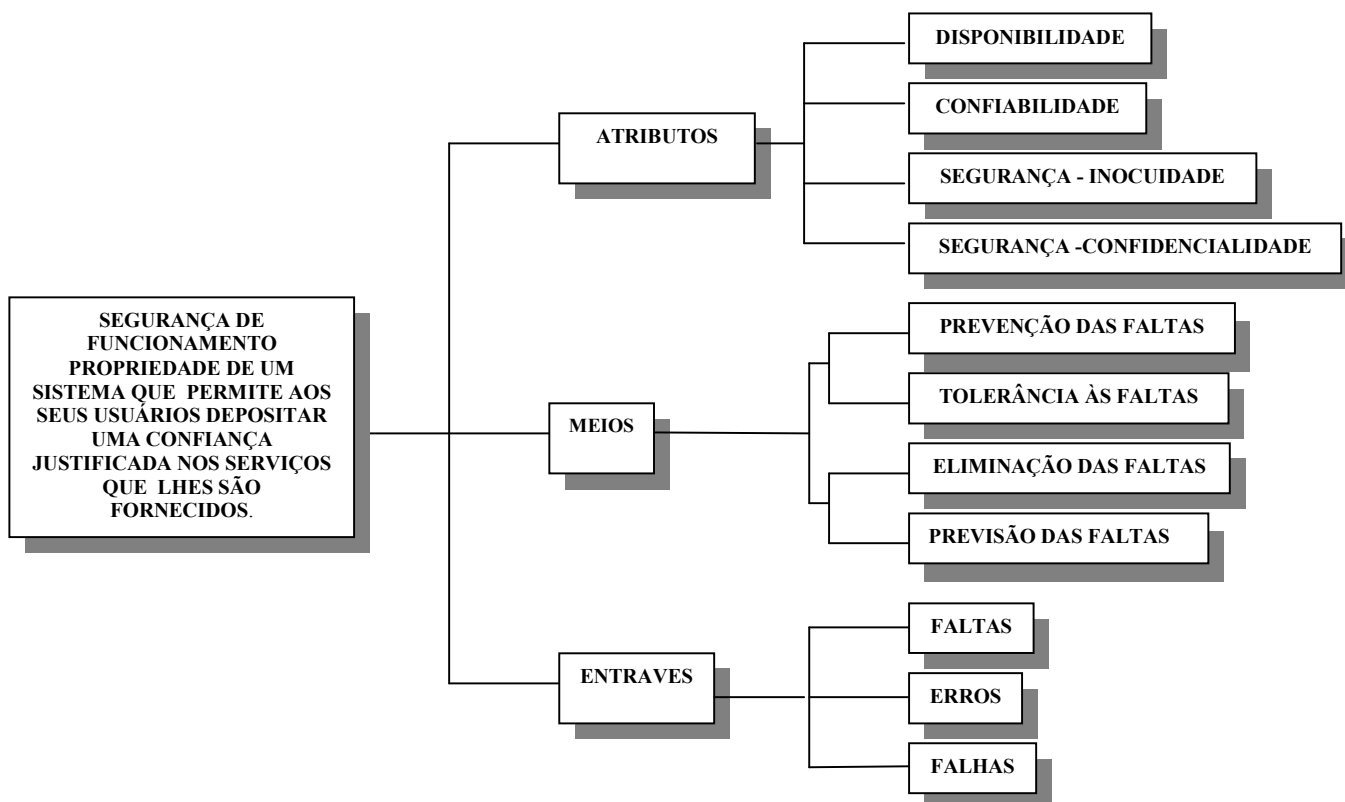 DISPONIBILIDADE
CONFIABILIDADE
ATRIBUTOS
SEGURANÇA - INOCUIDADE
SEGURANÇA -CONFIDENCIALIDADE
SEGURANÇA DE
FUNCIONAMENTO
PROPRIEDADE DE UM
SISTEMA QUE PERMITE AOS
SEUS USUÁRIOS DEPOSITAR
UMA CONFIANÇA
JUSTIFICADA NOS SERVIÇOS
QUE LHES SÃO
FORNECIDOS.
PREVENÇÃO DAS FALTAS
TOLERÂNCIA ÀS FALTAS
MEIOS
ELIMINAÇÃO DAS FALTAS
PREVISÃO DAS FALTAS
FALTAS
ENTRAVES
ERROS
FALHAS